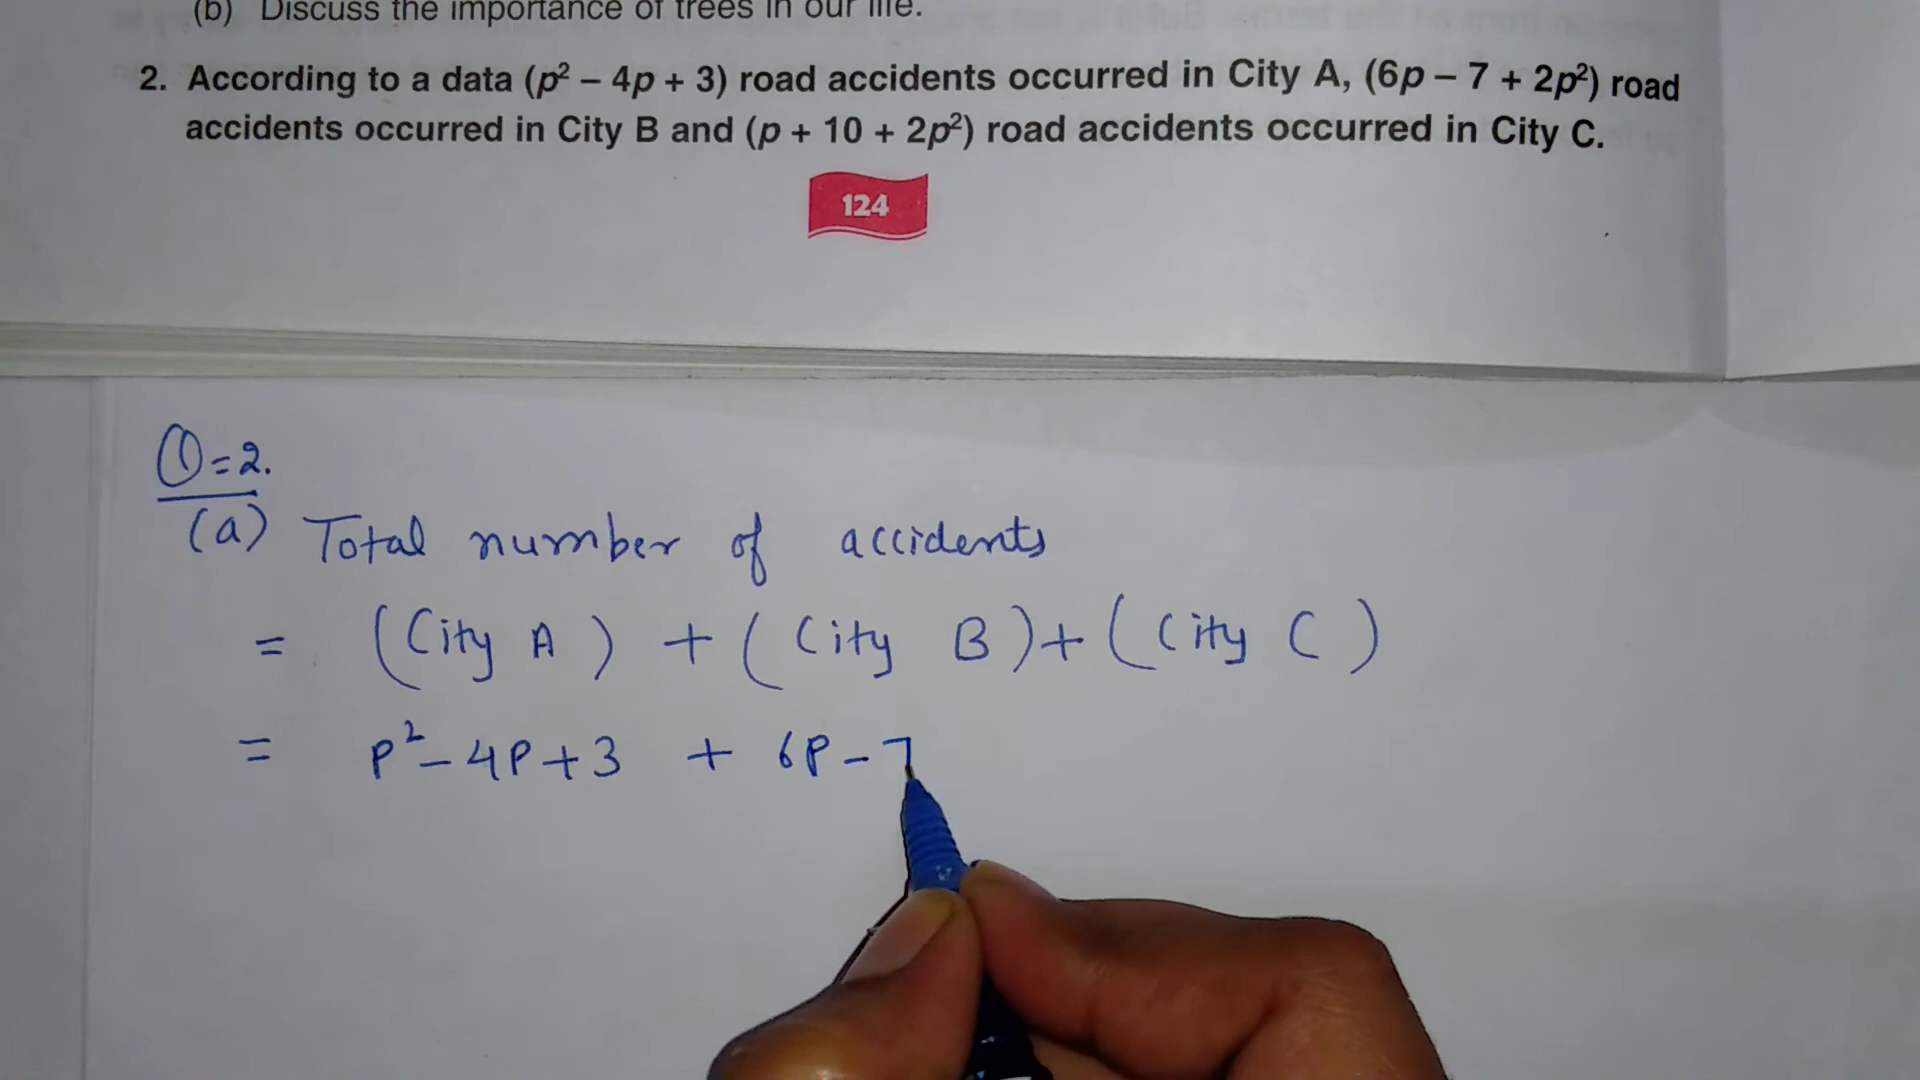 (b) Discuss the importance of trees in our life.
2. According to a data (p² – 4p + 3) road accidents occurred in City A, (6p – 7 + 2p²) road
accidents occurred in City B and (p + 10 + 2p²) road accidents occurred in City C.
124
Q=2.
(a) Total number of accidents
= (City A) + (City B) + (City C)
= p² – 4p + 3 + 6p – 7